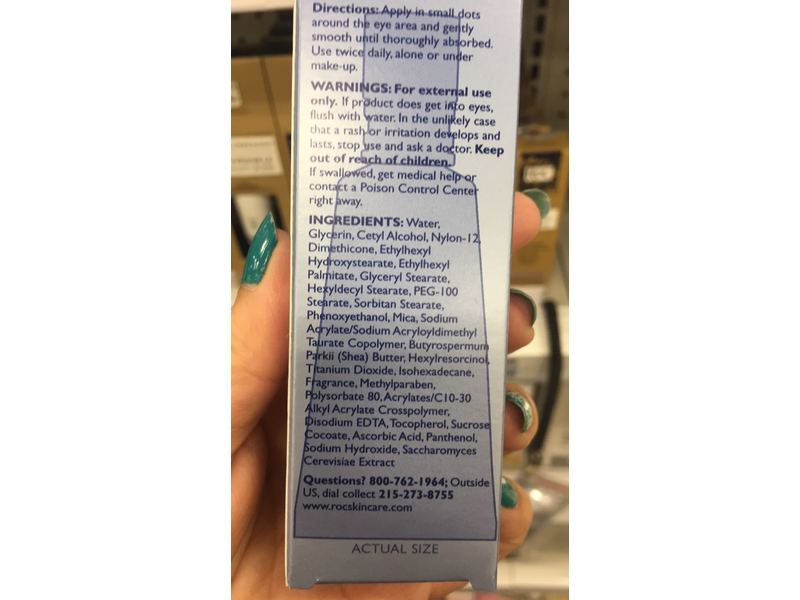 Directions: Apply in small dots
around the eye area and gently
smooth until thoroughly absorbed.
Use twice daily, alone or under
make-up.
WARNINGS: For external use
only. If product does get into eyes,
flush with water. In the unlikely case
that a rash or irritation develops and
lasts, stop use and ask a doctor. Keep
out of reach of children.
If swallowed, get medical help or
contact a Poison Control Center
right away.
INGREDIENTS: Water,
Glycerin, Cetyl Alcohol, Nylon-12,
Dimethicone, Ethylhexyl
Hydroxystearate, Ethylhexyl
Palmitate, Glyceryl Stearate,
Hexyldecyl Stearate, PEG-100
Stearate, Sorbitan Stearate,
Phenoxyethanol, Mica, Sodium
Acrylate/Sodium Acryloyldimethyl
Taurate Copolymer, Butyrospermum
Parkii (Shea) Butter, Hexylresorcinol,
Titanium Dioxide, Isohexadecane,
Fragrance, Methylparaben,
Polysorbate 80, Acrylates/C10-30
Alkyl Acrylate Crosspolymer,
Disodium EDTA, Tocopherol, Sucrose
Cocoate, Ascorbic Acid, Panthenol,
Sodium Hydroxide, Saccharomyces
Cerevisiae Extract
Questions? 800-762-1964; Outside
US, dial collect 215-273-8755
www.rocskincare.com
ACTUAL SIZE